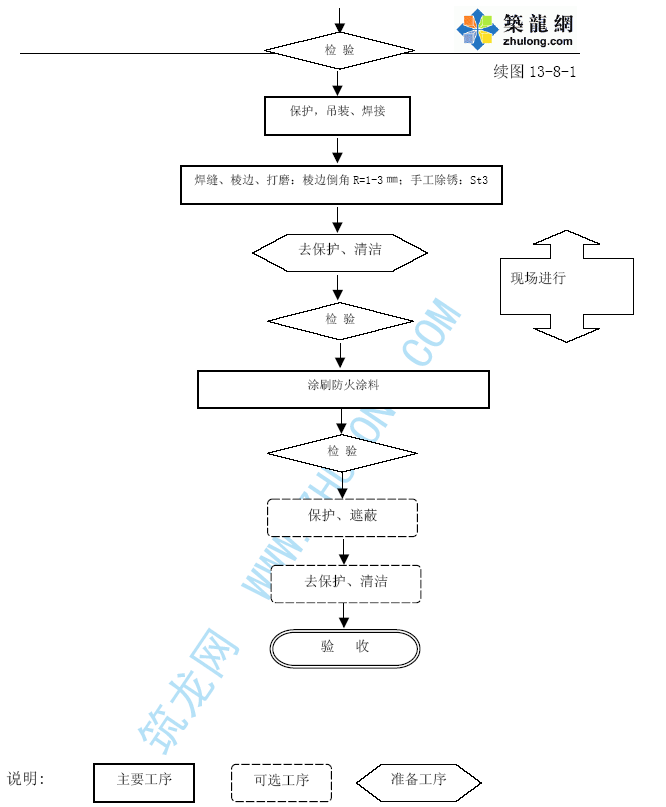 築龍網
zhulong.com
检 验
续图 13-8-1
保护，吊装、焊接
焊缝、棱边、打磨：棱边倒角 R=1-3 ㎜；手工除锈：St3
去保护、清洁
现场进行
检 验
涂刷防火涂料
检 验
保护、遮蔽
去保护、清洁
验 收
筑龙网 WWW.ZHULONG.COM
说明:
主要工序
可选工序
准备工序